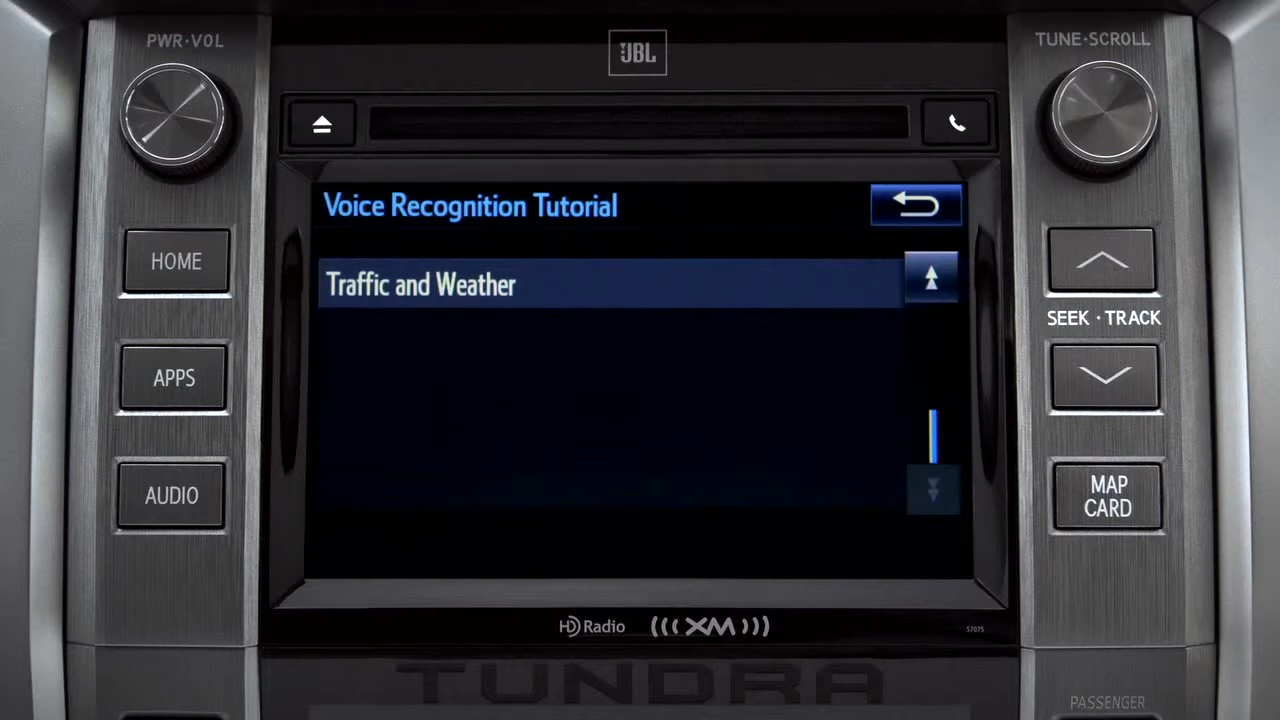 PWR·VOL
JBL
TUNE·SCROLL
Voice Recognition Tutorial
HOME
Traffic and Weather
SEEK · TRACK
APPS
AUDIO
MAP
CARD
HD Radio
XM
57075
TUNDRA
PASSENGER